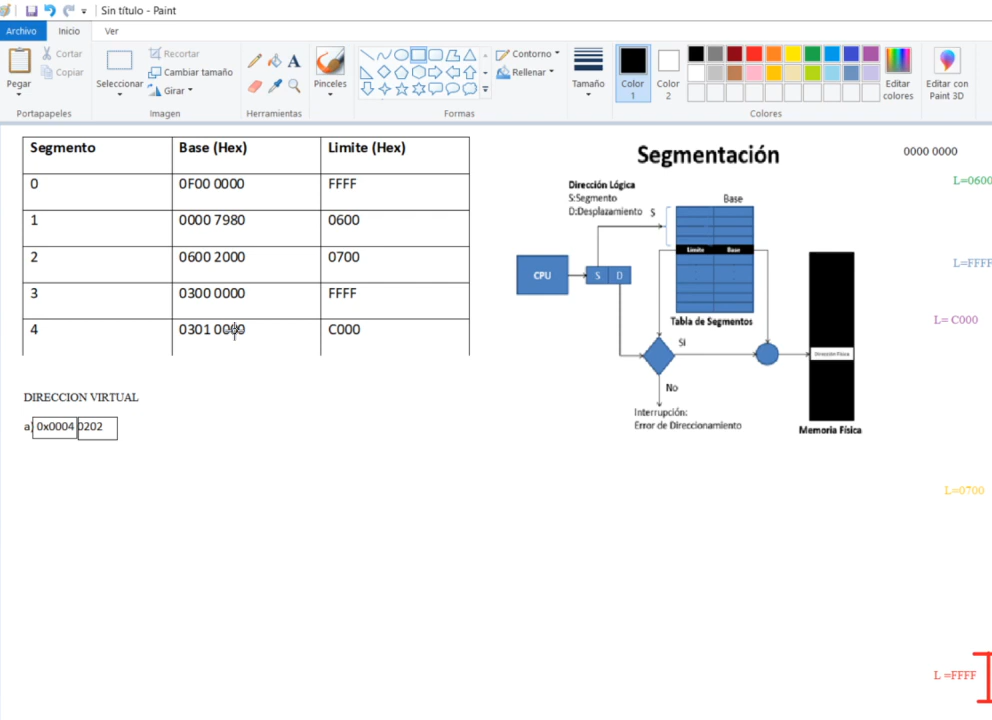 Sin título - Paint
Archivo Inicio Ver
Pegar
Cortar
Copiar
Portapapeles
Seleccionar
Recortar
Cambiar tamaño
Girar
Imagen
A
Herramientas
Pinceles
Contorno
Rellenar
Formas
Tamaño
Color 1
Color 2
Editar colores
Colores
Editar con Paint 3D
Segmento Base (Hex) Limite (Hex)
0 0F00 0000 FFFF
1 0000 7980 0600
2 0600 2000 0700
3 0300 0000 FFFF
4 0301 0000 C000
DIRECCION VIRTUAL
a) 0x0004 0202
Segmentación
Dirección Lógica
S:Segmento
D:Desplazamiento
S
Base
Limite Base
CPU
S D
Tabla de Segmentos
SI
No
Interrupción:
Error de Direccionamiento
Dirección Física
Memoria Física
0000 0000
L=0600
L=FFFF
L= C000
L=0700
L =FFFF